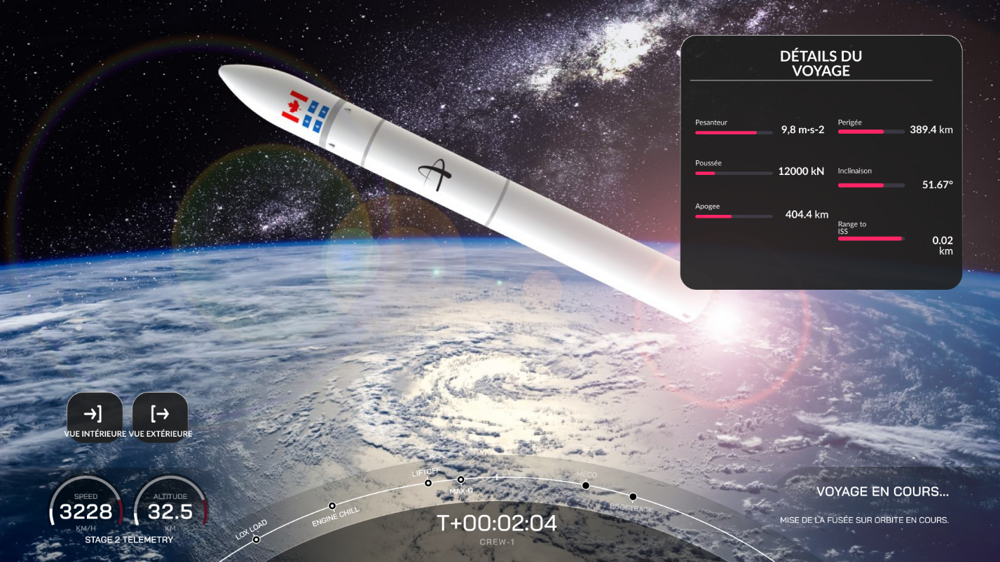 DÉTAILS DU
VOYAGE
Pesanteur
9,8 m·s-2
Perigée
389.4 km
Poussée
12000 kN
Inclinaison
51.67°
Apogee
404.4 km
Range to
ISS
0.02
km
VUE INTÉRIEURE
VUE EXTÉRIEURE
SPEED
3228
KM/H
ALTITUDE
32.5
KM
STAGE 2 TELEMETRY
LOX LOAD
ENGINE CHILL
LIFTOFF
MAX-Q
MECO
BOOSTBACK
T+00:02:04
CREW-1
VOYAGE EN COURS...
MISE DE LA FUSÉE SUR ORBITE EN COURS.